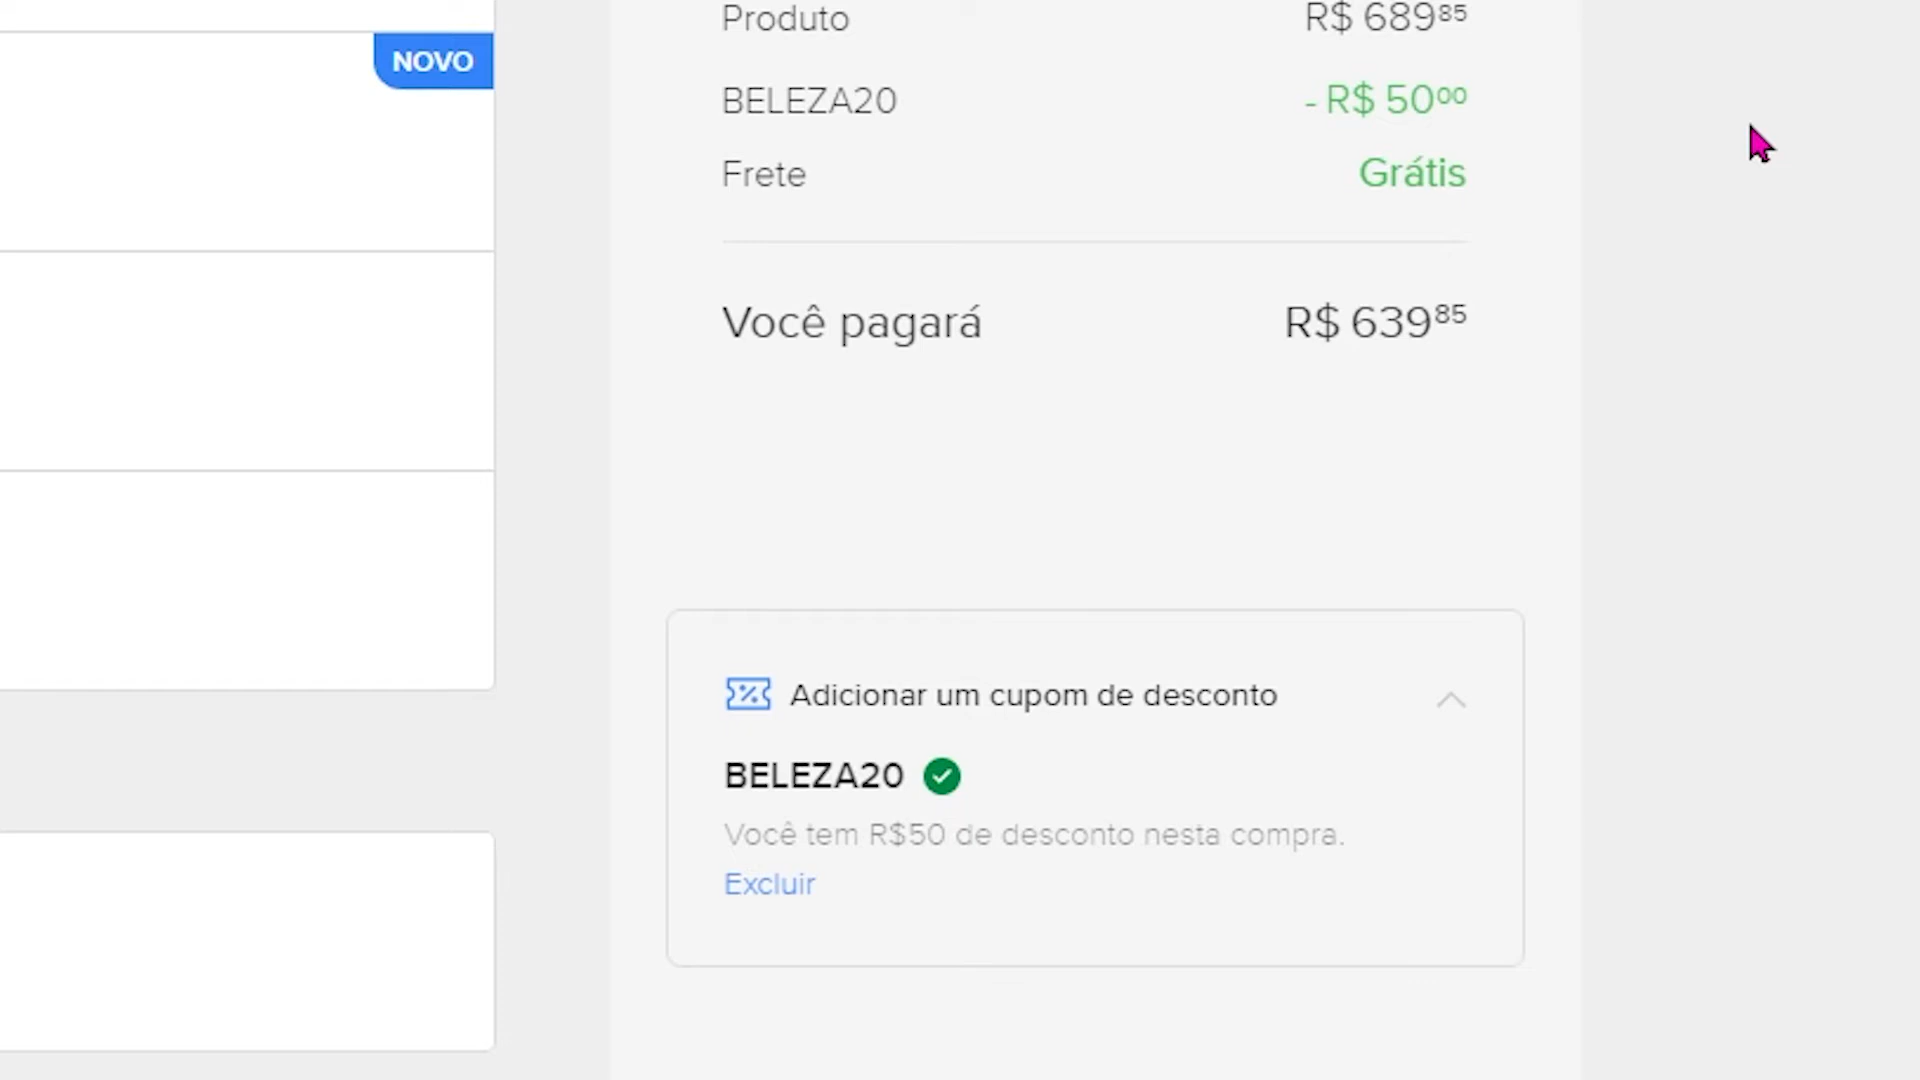 Produto R$ 689⁸⁵
NOVO
BELEZA20 - R$ 50⁰⁰
Frete Grátis
Você pagará R$ 639⁸⁵
Adicionar um cupom de desconto
BELEZA20
Você tem R$50 de desconto nesta compra.
Excluir